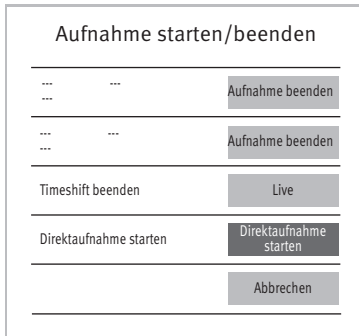 Aufnahme starten/beenden
--- ---
---
Aufnahme beenden
--- ---
---
Aufnahme beenden
Timeshift beenden Live
Direktaufnahme starten
Direktaufnahme
starten
Abbrechen